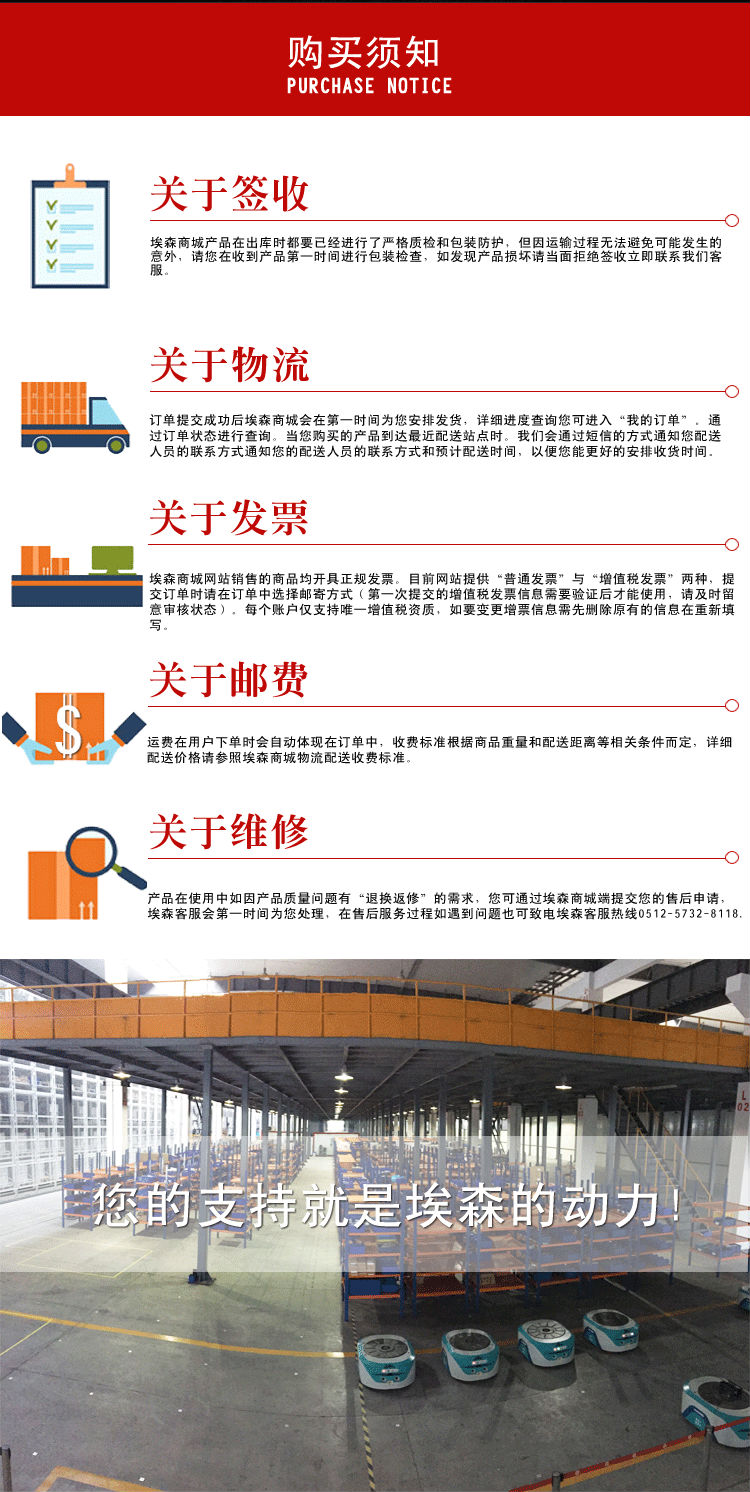 购买须知
PURCHASE NOTICE
关于签收
埃森商城产品在出库时都要已经进行了严格质检和包装防护，但因运输过程无法避免可能发生的
意外，请您在收到产品第一时间进行包装检查，如发现产品损坏请当面拒绝签收立即联系我们客
服。
关于物流
订单提交成功后埃森商城会在第一时间为您安排发货，详细进度查询您可进入“我的订单”。通
过订单状态进行查询。当您购买的产品到达最近配送站点时。我们会通过短信的方式通知您配送
人员的联系方式通知您的配送人员的联系方式和预计配送时间，以便您能更好的安排收货时间。
关于发票
埃森商城网站销售的商品均开具正规发票。目前网站提供“普通发票”与“增值税发票”两种，提
交订单时请在订单中选择邮寄方式（第一次提交的增值税发票信息需要验证后才能使用，请及时留
意审核状态）。每个账户仅支持唯一增值税资质，如要变更增票信息需先删除原有的信息在重新填
写。
关于邮费
$
运费在用户下单时会自动体现在订单中，收费标准根据商品重量和配送距离等相关条件而定，详细
配送价格请参照埃森商城物流配送收费标准。
关于维修
产品在使用中如因产品质量问题有“退换返修”的需求，您可通过埃森商城端提交您的售后申请，
埃森客服会第一时间为您处理，在售后服务过程如遇到问题也可致电埃森客服热线0512-5732-8118.
L
02
您的支持就是埃森的动力!